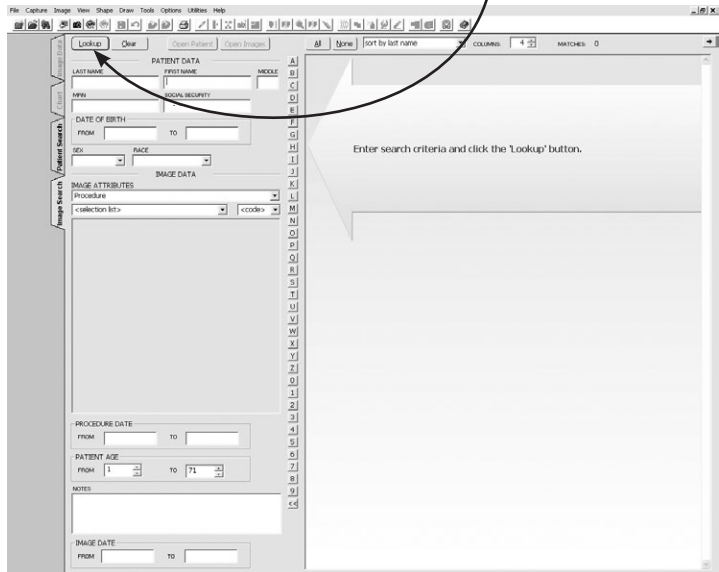 File Capture Image View Shape Draw Tools Options Utilities Help
Lookup Clear Open Patient Open Images All None sort by last name COLUMNS: 4 MATCHES: 0
Image Data
Chart
Patient Search
Image Search
PATIENT DATA
LAST NAME FIRST NAME MIDDLE
MRN SOCIAL SECURITY
DATE OF BIRTH
FROM TO
SEX RACE
IMAGE DATA
IMAGE ATTRIBUTES
Procedure
<selection list> <code>
PROCEDURE DATE
FROM TO
PATIENT AGE
FROM 1 TO 71
NOTES
IMAGE DATE
FROM TO
A
B
C
D
E
F
G
H
I
J
K
L
M
N
O
P
Q
R
S
T
U
V
W
X
Y
Z
0
1
2
3
4
5
6
7
8
9
<<
Enter search criteria and click the 'Lookup' button.